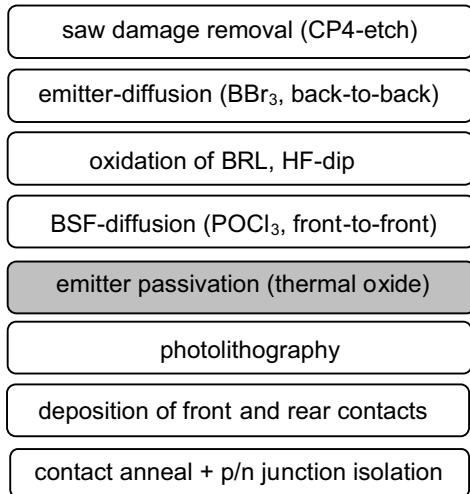 saw damage removal (CP4-etch)
emitter-diffusion (BBr₃, back-to-back)
oxidation of BRL, HF-dip
BSF-diffusion (POCl₃, front-to-front)
emitter passivation (thermal oxide)
photolithography
deposition of front and rear contacts
contact anneal + p/n junction isolation